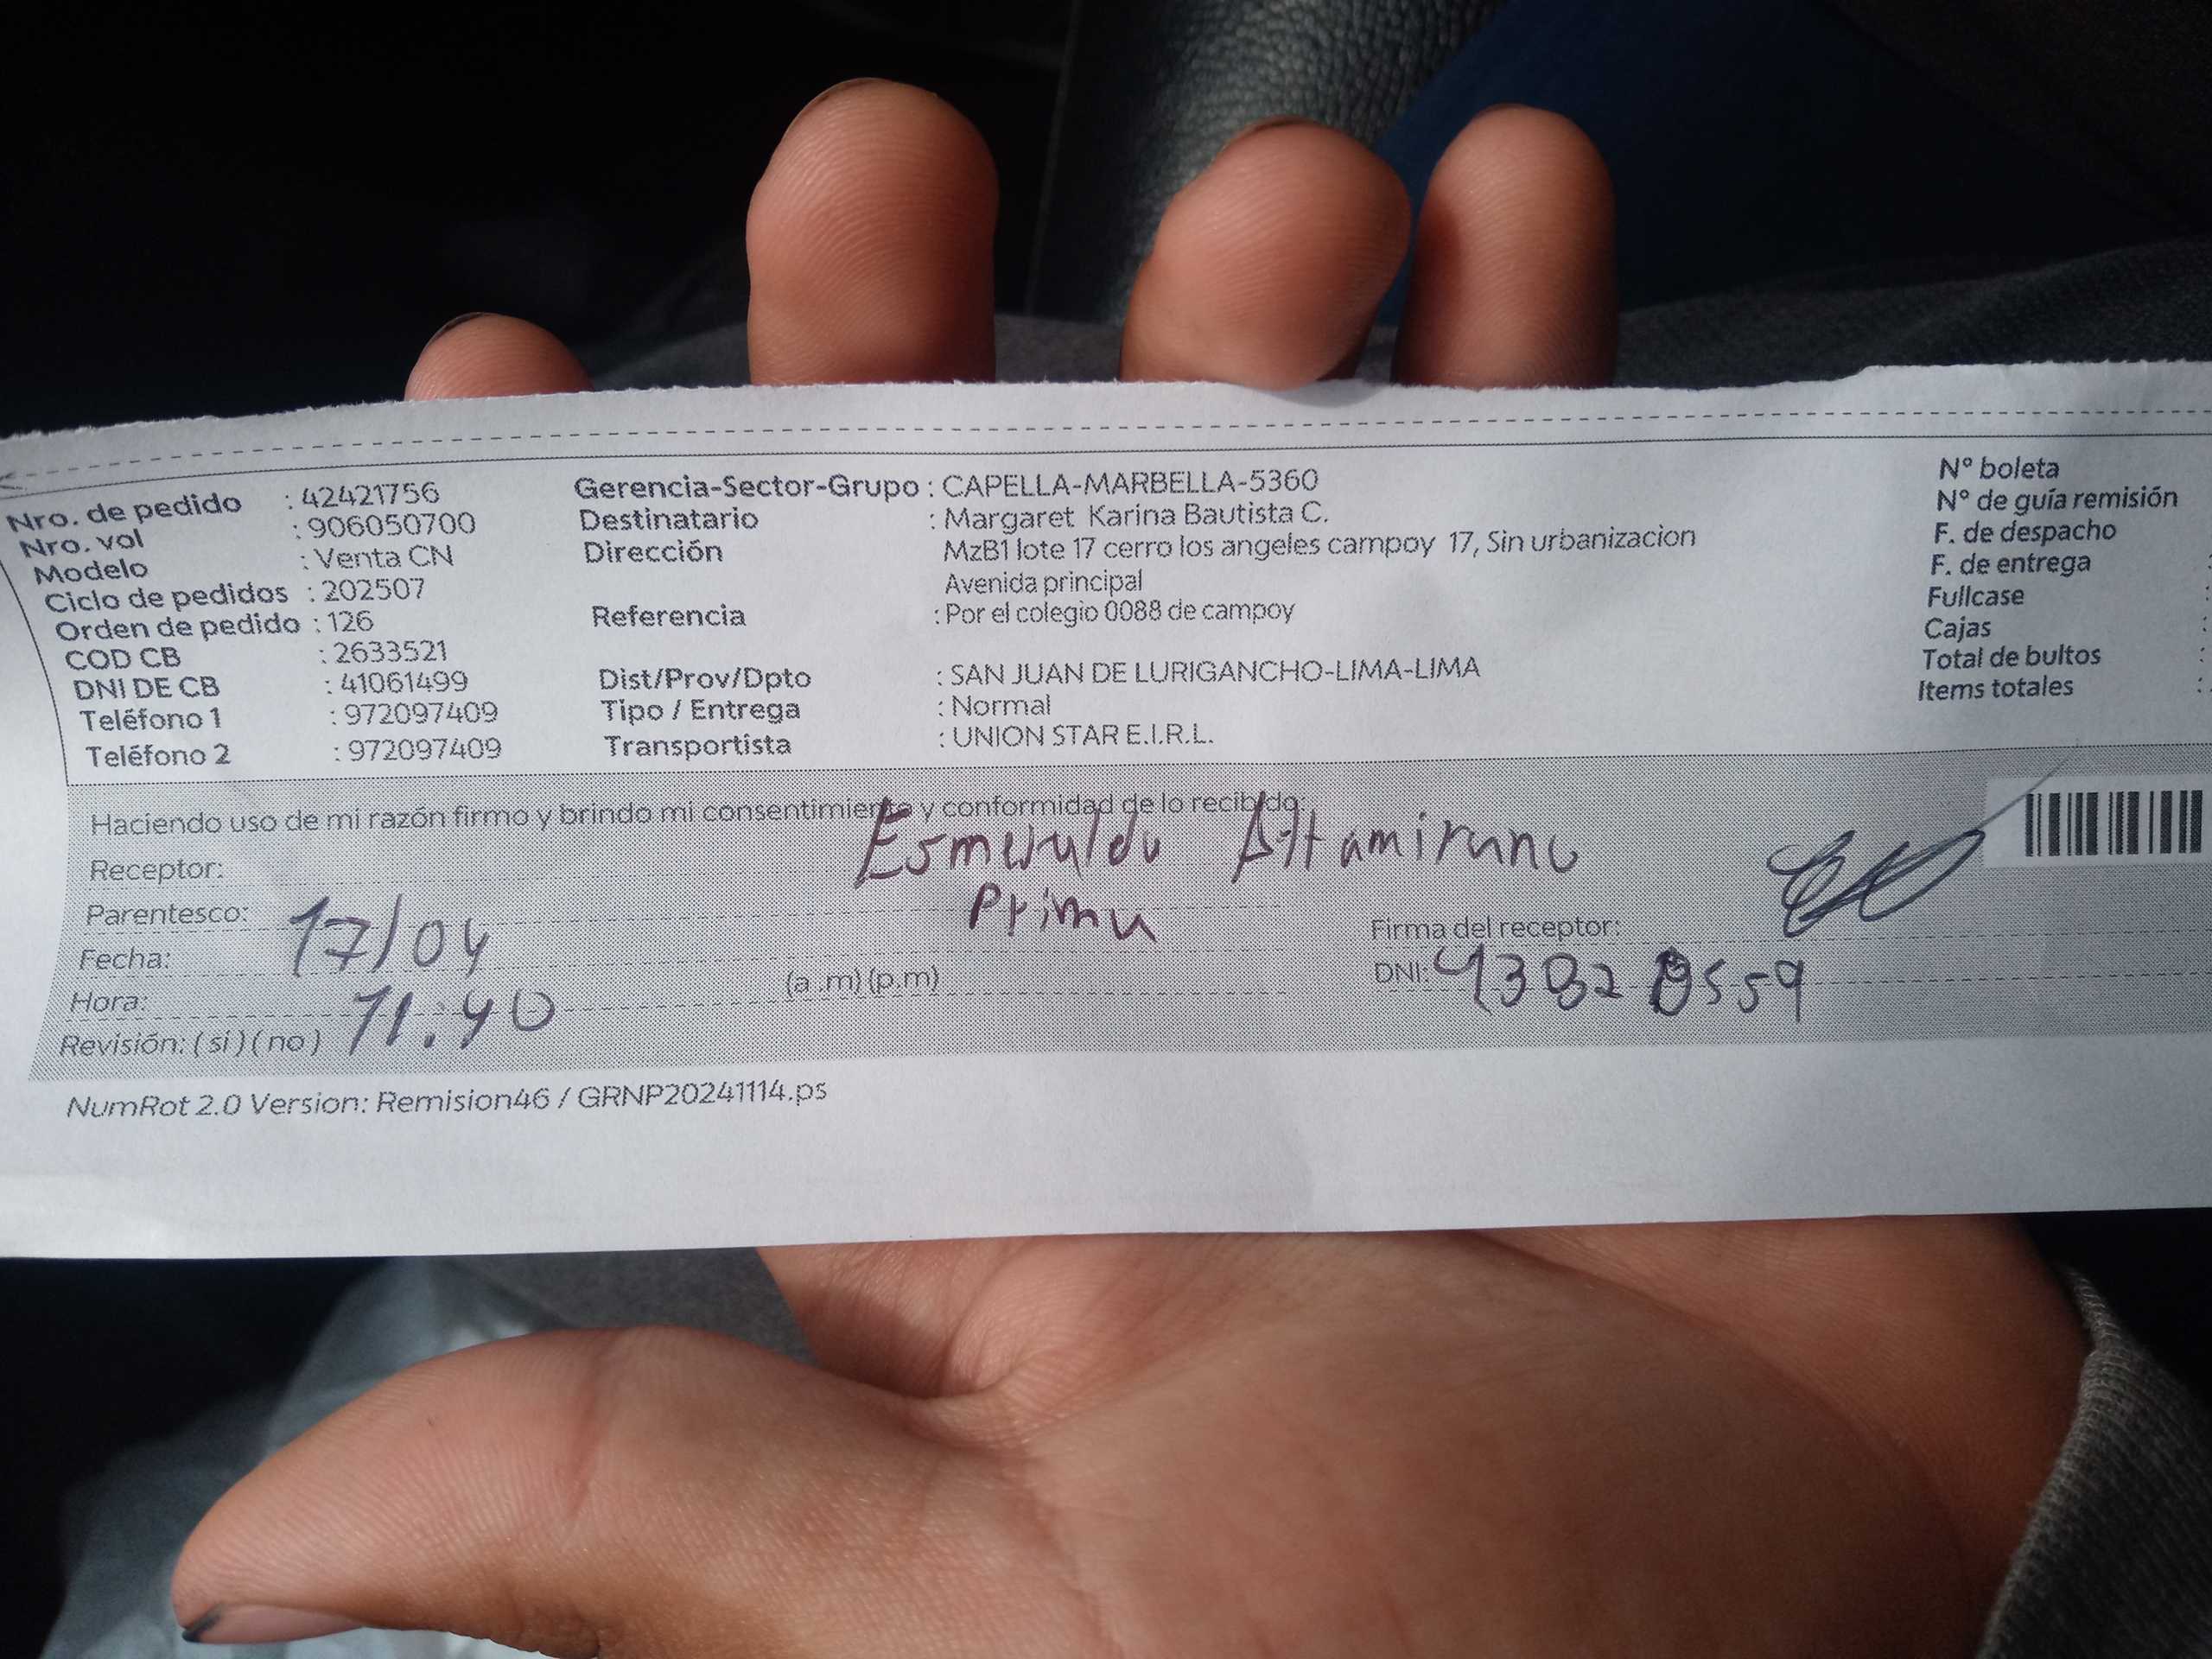 Nro. de pedido : 42421756
Nro. vol : 906050700
Modelo : Venta CN
Ciclo de pedidos : 202507
Orden de pedido : 126
COD CB : 2633521
DNI DE CB : 41061499
Teléfono 1 : 972097409
Teléfono 2 : 972097409
Gerencia-Sector-Grupo : CAPELLA-MARBELLA-5360
Destinatario : Margaret Karina Bautista C.
Dirección MzB1 lote 17 cerro los angeles campoy 17, Sin urbanizacion
Avenida principal
Referencia : Por el colegio 0088 de campoy
Dist/Prov/Dpto : SAN JUAN DE LURIGANCHO-LIMA-LIMA
Tipo / Entrega : Normal
Transportista : UNION STAR E.I.R.L.
N° boleta
N° de guía remisión
F. de despacho
F. de entrega :
Fullcase :
Cajas :
Total de bultos :
Items totales :
Haciendo uso de mi razón firmo y brindo mi consentimiento y conformidad de lo recibido:
Receptor: Esmeralda Altamirano
Parentesco: Prima
Fecha: 17/04
Hora: 11:40 (a .m) (p.m)
Revisión: ( si ) ( no )
Firma del receptor:
DNI:
NumRot 2.0 Version: Remision46 / GRNP20241114.ps